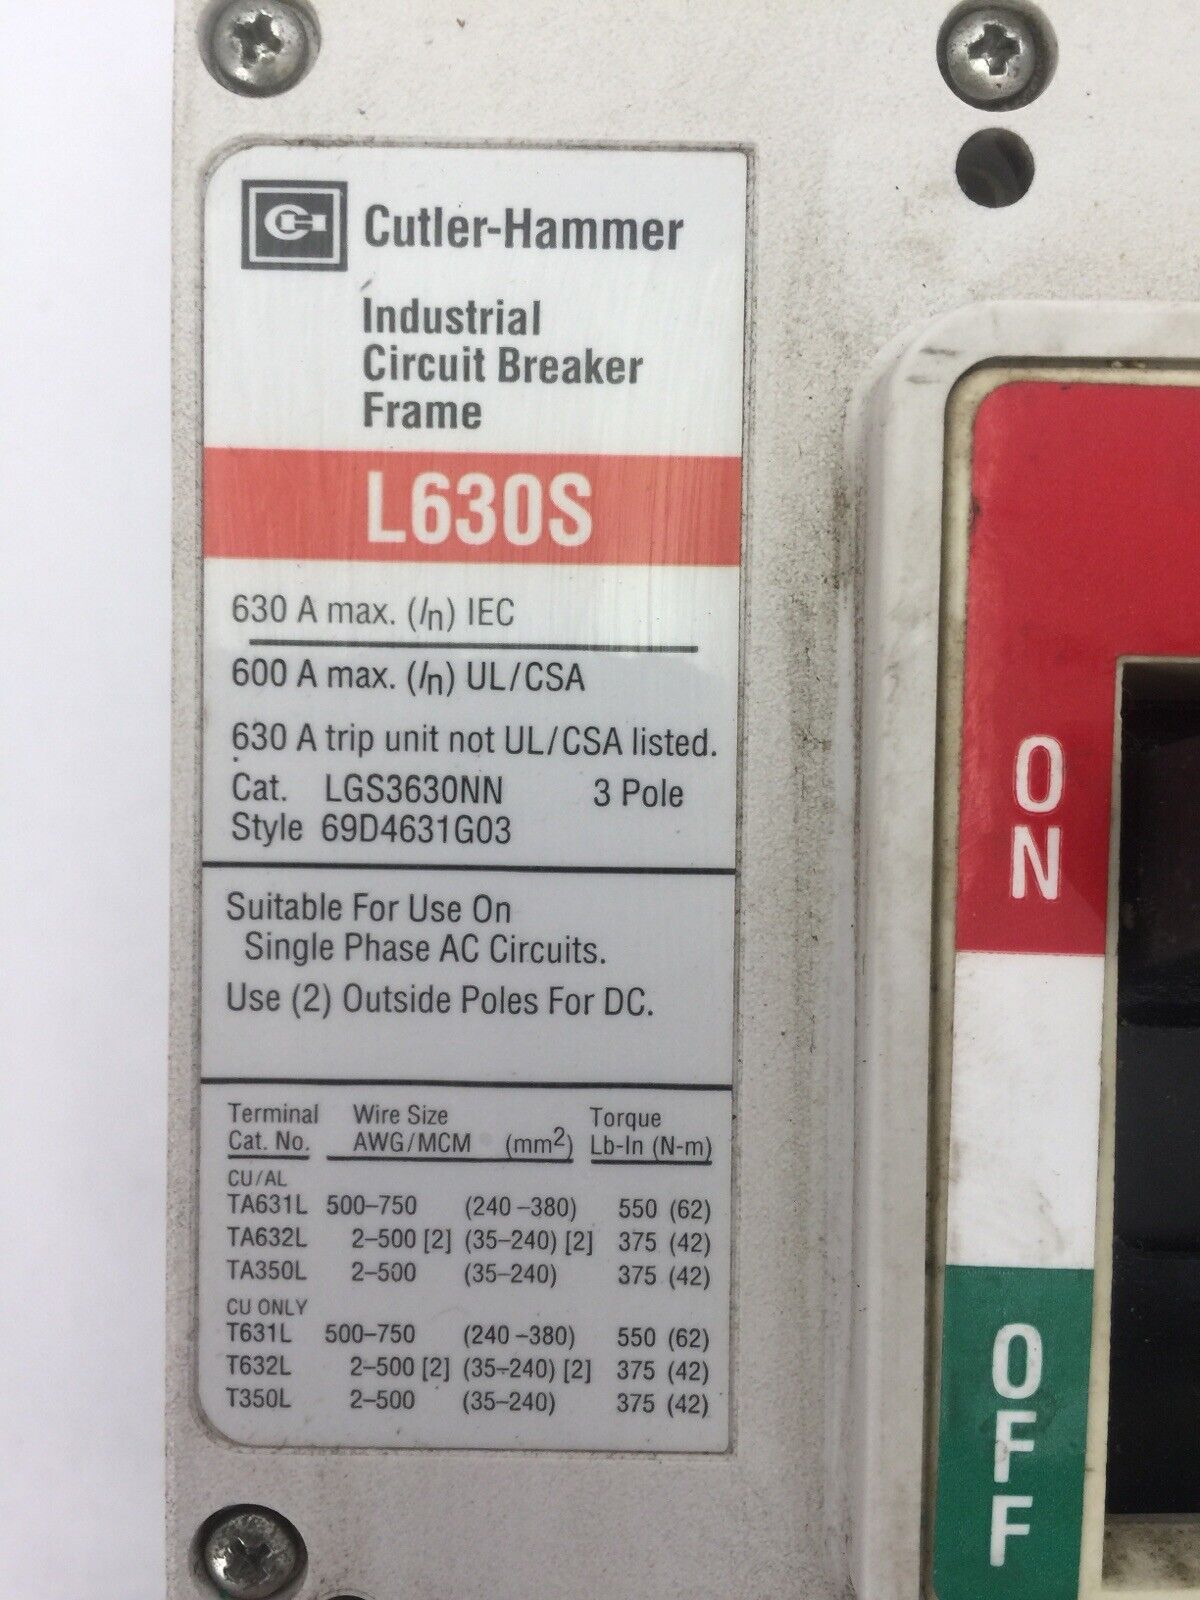 CH Cutler-Hammer
Industrial
Circuit Breaker
Frame
L630S
630 A max. (In) IEC
600 A max. (In) UL/CSA
630 A trip unit not UL/CSA listed.
Cat. LGS3630NN 3 Pole
Style 69D4631G03
Suitable For Use On
Single Phase AC Circuits.
Use (2) Outside Poles For DC.
Terminal Wire Size Torque
Cat. No. AWG/MCM (mm2) Lb-In (N-m)
CU/AL
TA631L 500–750 (240–380) 550 (62)
TA632L 2–500 [2] (35–240) [2] 375 (42)
TA350L 2–500 (35–240) 375 (42)
CU ONLY
T631L 500–750 (240–380) 550 (62)
T632L 2–500 [2] (35–240) [2] 375 (42)
T350L 2–500 (35–240) 375 (42)
ON
OFF